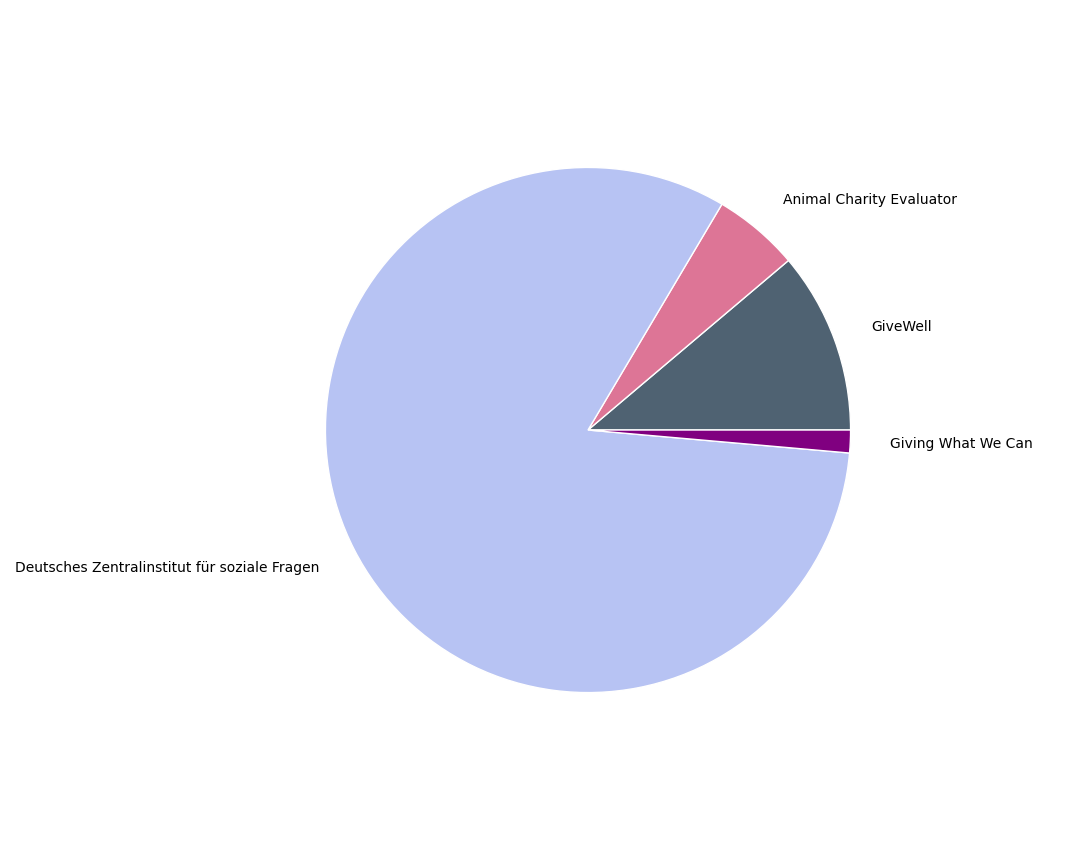 Animal Charity Evaluator
GiveWell
Giving What We Can
Deutsches Zentralinstitut für soziale Fragen